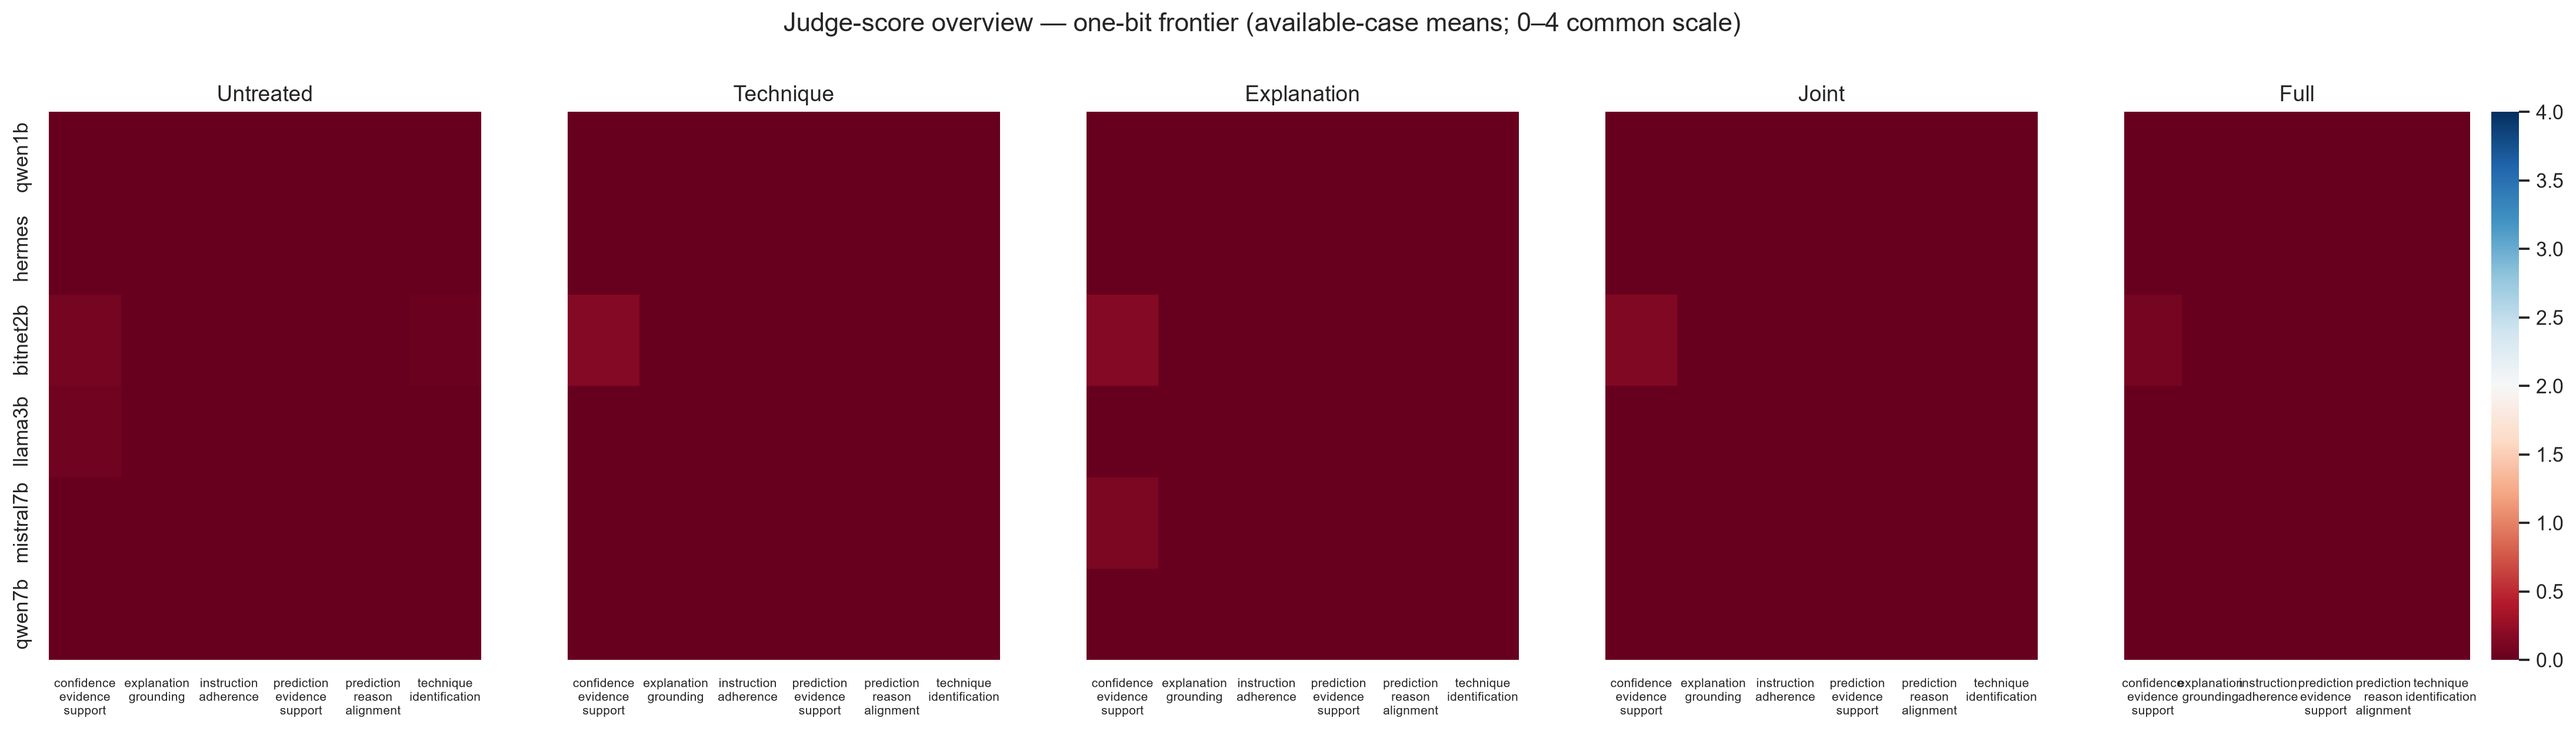 Judge-score overview — one-bit frontier (available-case means; 0–4 common scale)
Untreated
Technique
Explanation
Joint
Full
qwen1b
hermes
bitnet2b
llama3b
mistral7b
qwen7b
confidence evidence support
explanation grounding
instruction adherence
prediction evidence support
prediction reason alignment
technique identification
confidence evidence support
explanation grounding
instruction adherence
prediction evidence support
prediction reason alignment
technique identification
confidence evidence support
explanation grounding
instruction adherence
prediction evidence support
prediction reason alignment
technique identification
confidence evidence support
explanation grounding
instruction adherence
prediction evidence support
prediction reason alignment
technique identification
confidence evidence support
explanation grounding
instruction adherence
prediction evidence support
prediction reason alignment
technique identification
4.0
3.5
3.0
2.5
2.0
1.5
1.0
0.5
0.0